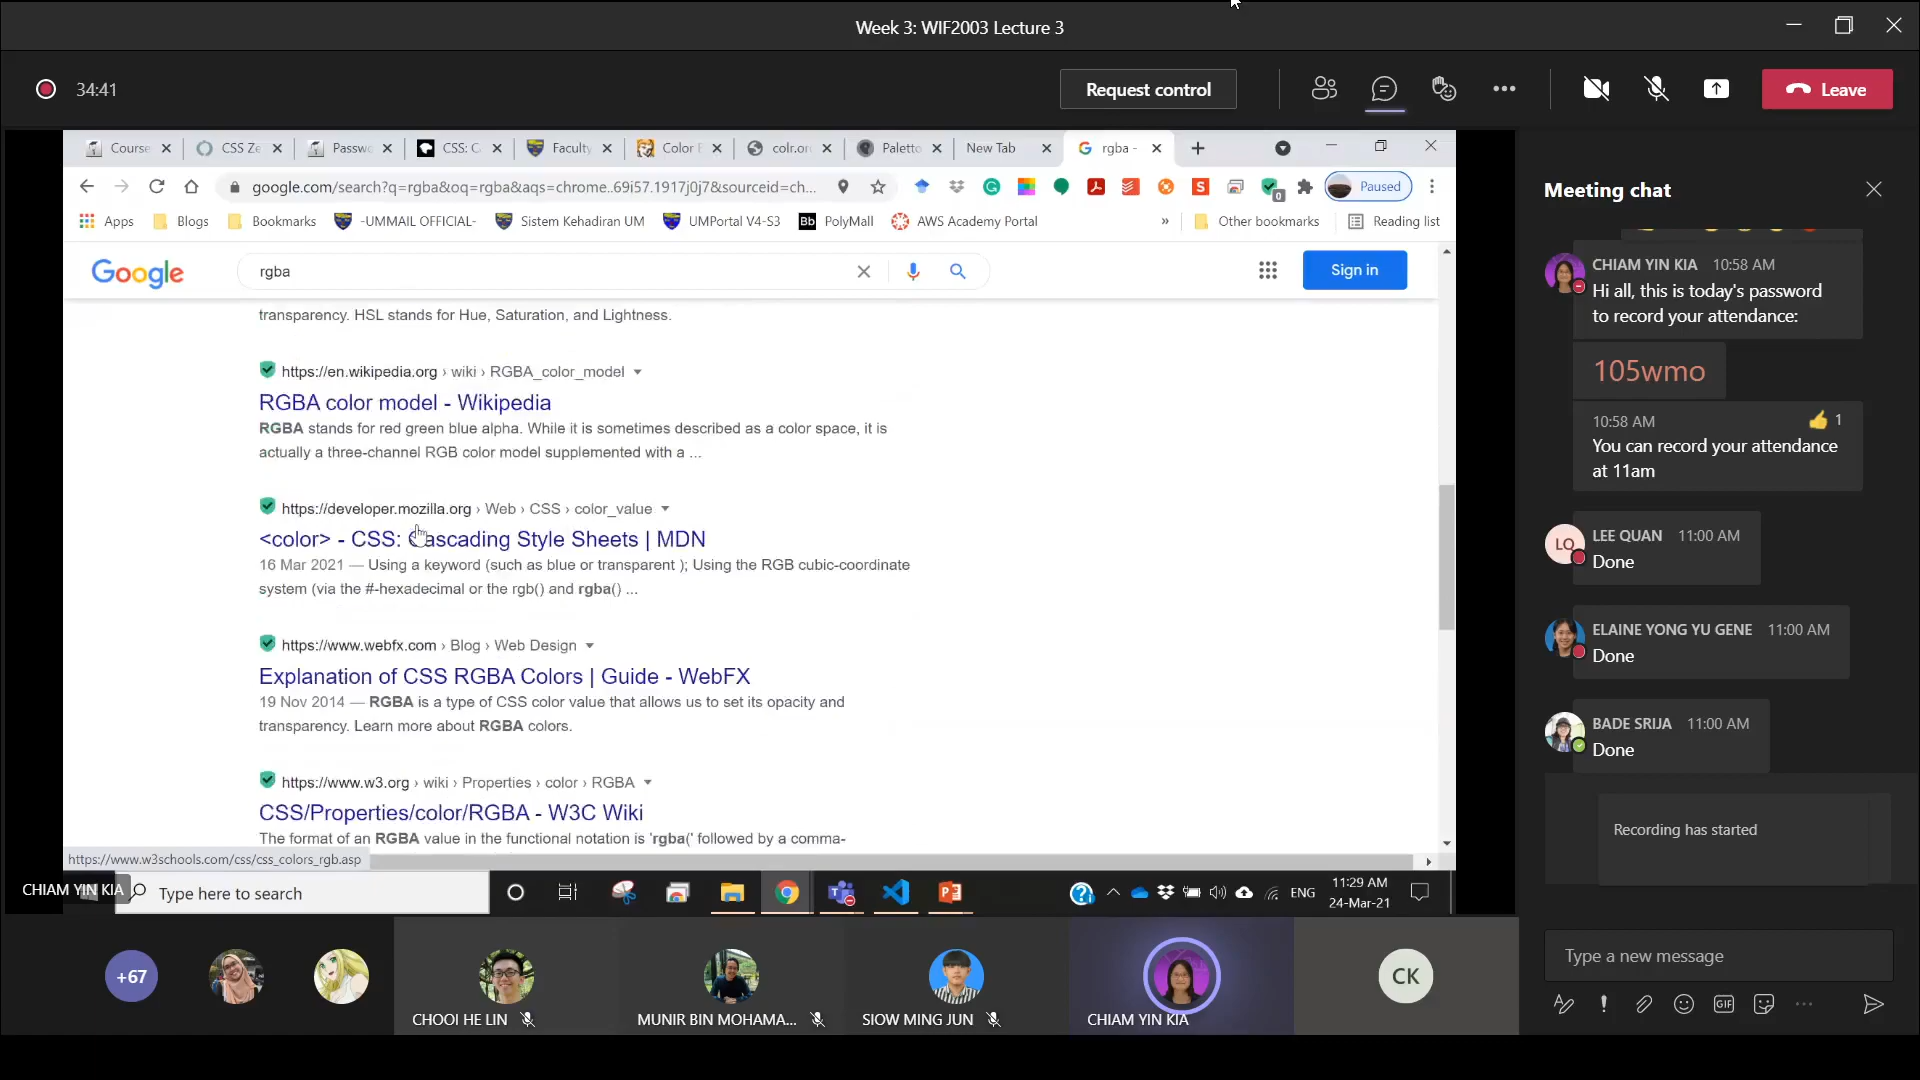 Week 3: WIF2003 Lecture 3
34:41
Request control
Leave
Course
CSS Ze
Passw
CSS: C
Faculty
Color
colr.or
Paletto
New Tab
rgba -
google.com/search?q=rgba&oq=rgba&aqs=chrome..69i57.1917j0j7&sourceid=ch...
0
S
Paused
Apps
Blogs
Bookmarks
-UMMAIL OFFICIAL-
Sistem Kehadiran UM
UMPortal V4-S3
Bb PolyMall
AWS Academy Portal
»
Other bookmarks
Reading list
Google
rgba
Sign in
transparency. HSL stands for Hue, Saturation, and Lightness.
https://en.wikipedia.org › wiki › RGBA_color_model
RGBA color model - Wikipedia
RGBA stands for red green blue alpha. While it is sometimes described as a color space, it is
actually a three-channel RGB color model supplemented with a ...
https://developer.mozilla.org › Web › CSS › color_value
<color> - CSS: Cascading Style Sheets | MDN
16 Mar 2021 — Using a keyword (such as blue or transparent ); Using the RGB cubic-coordinate
system (via the #-hexadecimal or the rgb() and rgba() ...
https://www.webfx.com › Blog › Web Design
Explanation of CSS RGBA Colors | Guide - WebFX
19 Nov 2014 — RGBA is a type of CSS color value that allows us to set its opacity and
transparency. Learn more about RGBA colors.
https://www.w3.org › wiki › Properties › color › RGBA
CSS/Properties/color/RGBA - W3C Wiki
The format of an RGBA value in the functional notation is 'rgba(' followed by a comma-
https://www.w3schools.com/css/css_colors_rgb.asp
CHIAM YIN KIA
Type here to search
ENG
11:29 AM
24-Mar-21
Meeting chat
CHIAM YIN KIA 10:58 AM
Hi all, this is today's password
to record your attendance:
105wmo
10:58 AM
1
You can record your attendance
at 11am
LQ
LEE QUAN 11:00 AM
Done
ELAINE YONG YU GENE 11:00 AM
Done
BADE SRIJA 11:00 AM
Done
Recording has started
Type a new message
GIF
+67
CHOOI HE LIN
MUNIR BIN MOHAMA...
SIOW MING JUN
CHIAM YIN KIA
CK